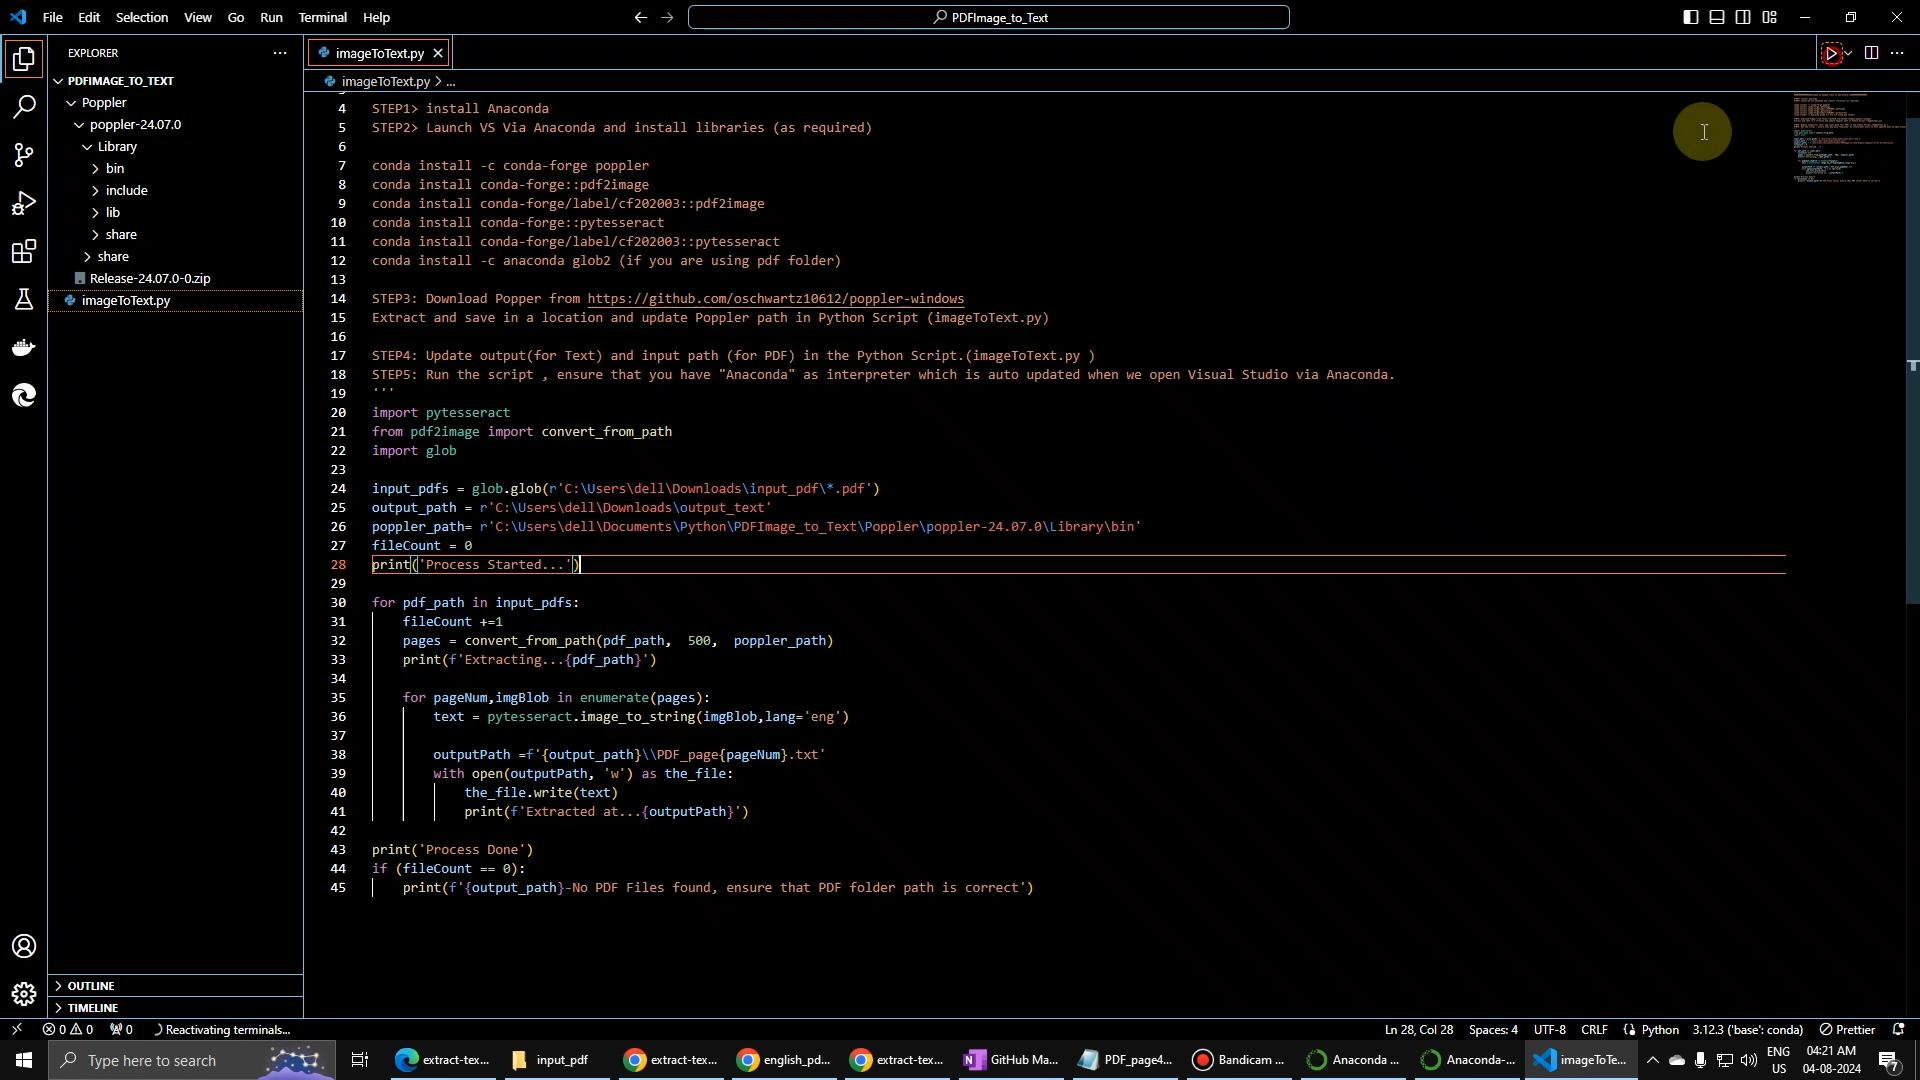 File Edit Selection View Go Run Terminal Help
PDFImage_to_Text
EXPLORER
imageToText.py
PDFIMAGE_TO_TEXT
imageToText.py > ...
Poppler
poppler-24.07.0
Library
bin
include
lib
share
share
Release-24.07.0-0.zip
imageToText.py
4 STEP1> install Anaconda
5 STEP2> Launch VS Via Anaconda and install libraries (as required)
6
7 conda install -c conda-forge poppler
8 conda install conda-forge::pdf2image
9 conda install conda-forge/label/cf202003::pdf2image
10 conda install conda-forge::pytesseract
11 conda install conda-forge/label/cf202003::pytesseract
12 conda install -c anaconda glob2 (if you are using pdf folder)
13
14 STEP3: Download Popper from https://github.com/oschwartz10612/poppler-windows
15 Extract and save in a location and update Poppler path in Python Script (imageToText.py)
16
17 STEP4: Update output(for Text) and input path (for PDF) in the Python Script.(imageToText.py )
18 STEP5: Run the script , ensure that you have "Anaconda" as interpreter which is auto updated when we open Visual Studio via Anaconda.
19 '''
20 import pytesseract
21 from pdf2image import convert_from_path
22 import glob
23
24 input_pdfs = glob.glob(r'C:\Users\dell\Downloads\input_pdf\*.pdf')
25 output_path = r'C:\Users\dell\Downloads\output_text'
26 poppler_path= r'C:\Users\dell\Documents\Python\PDFImage_to_Text\Poppler\poppler-24.07.0\Library\bin'
27 fileCount = 0
28 print('Process Started...')
29
30 for pdf_path in input_pdfs:
31 fileCount +=1
32 pages = convert_from_path(pdf_path, 500, poppler_path)
33 print(f'Extracting...{pdf_path}')
34
35 for pageNum,imgBlob in enumerate(pages):
36 text = pytesseract.image_to_string(imgBlob,lang='eng')
37
38 outputPath =f'{output_path}\\PDF_page{pageNum}.txt'
39 with open(outputPath, 'w') as the_file:
40 the_file.write(text)
41 print(f'Extracted at...{outputPath}')
42
43 print('Process Done')
44 if (fileCount == 0):
45 print(f'{output_path}-No PDF Files found, ensure that PDF folder path is correct')
OUTLINE
TIMELINE
0 0 0 Reactivating terminals... Ln 28, Col 28 Spaces: 4 UTF-8 CRLF Python 3.12.3 ('base': conda) Prettier
Type here to search extract-tex... input_pdf extract-tex... english_pd... extract-tex... GitHub Ma... PDF_page4... Bandicam ... Anaconda ... Anaconda-... imageToTe... ENG US 04:21 AM 04-08-2024 7